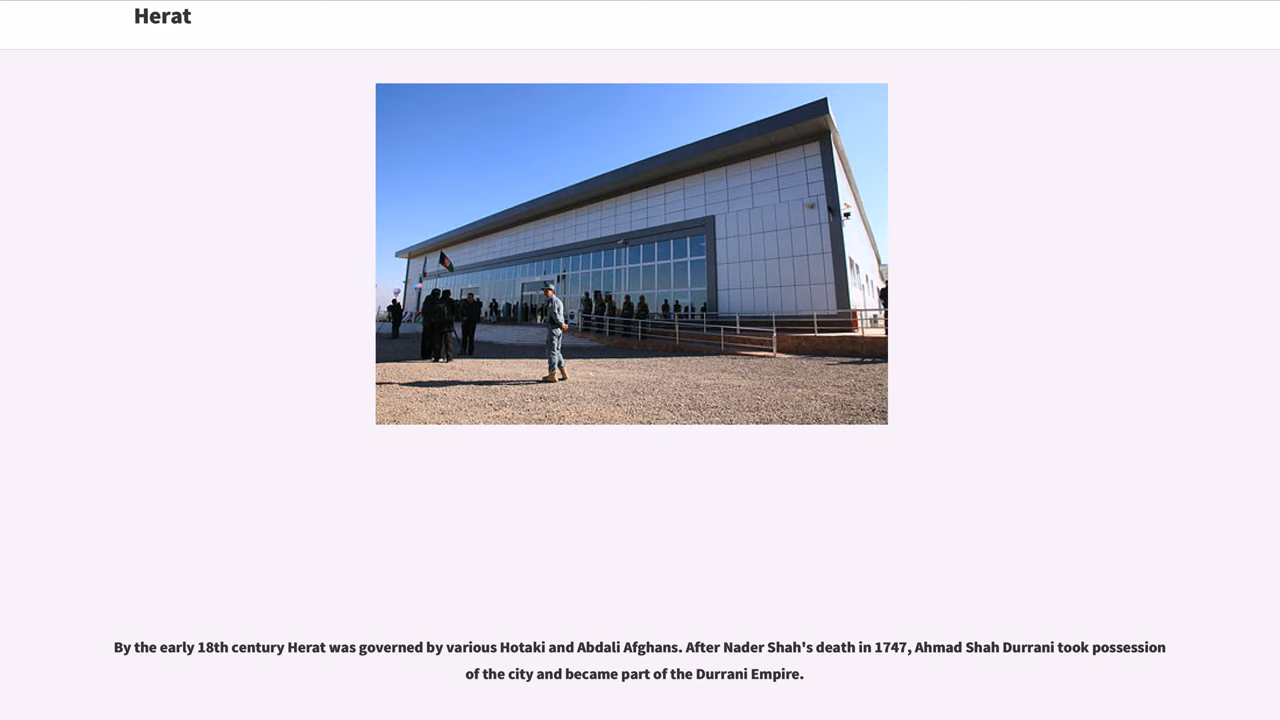 Herat
By the early 18th century Herat was governed by various Hotaki and Abdali Afghans. After Nader Shah's death in 1747, Ahmad Shah Durrani took possession
of the city and became part of the Durrani Empire.